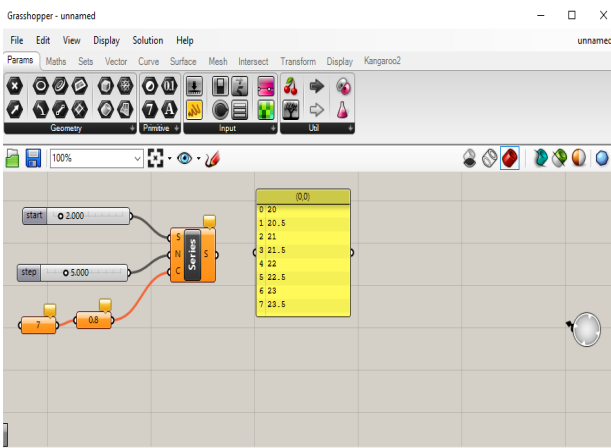 Grasshopper - unnamed
File Edit View Display Solution Help unnamed
Params Maths Sets Vector Curve Surface Mesh Intersect Transform Display Kangaroo2
Geometry Primitive Input Util
100%
start 2.000
step 5.000
7 0.8
S
N
C
Series
S
(0,0)
0 20
1 20.5
2 21
3 21.5
4 22
5 22.5
6 23
7 23.5